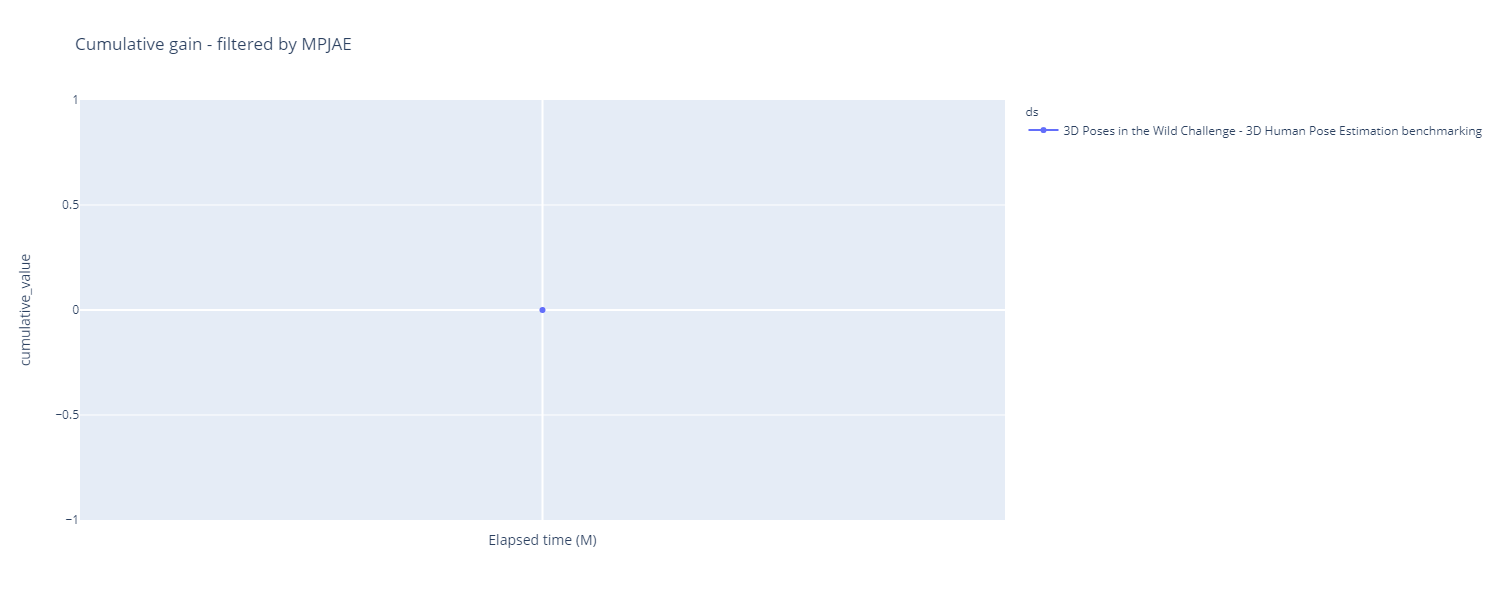 Cumulative gain - filtered by MPJAE
1
0.5
0
−0.5
−1
cumulative_value
Elapsed time (M)
ds
3D Poses in the Wild Challenge - 3D Human Pose Estimation benchmarking